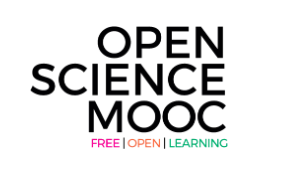 OPEN
SCIENCE
MOOC
FREE | OPEN | LEARNING